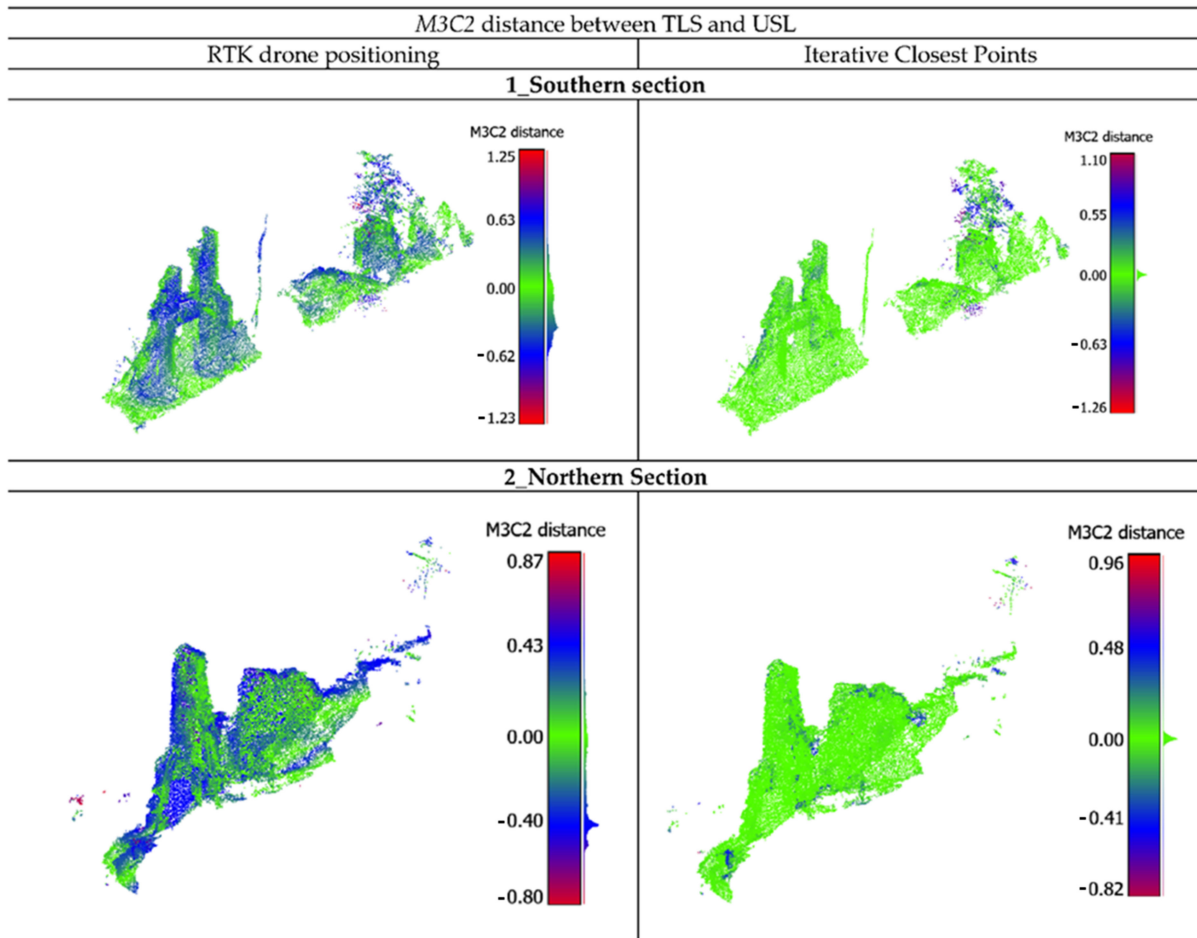 M3C2 distance between TLS and USL
RTK drone positioning
Iterative Closest Points
1_Southern section
M3C2 distance
1.25
0.63
0.00
-0.62
-1.23
M3C2 distance
1.10
0.55
0.00
-0.63
-1.26
2_Northern Section
M3C2 distance
0.87
0.43
0.00
-0.40
-0.80
M3C2 distance
0.96
0.48
0.00
-0.41
-0.82